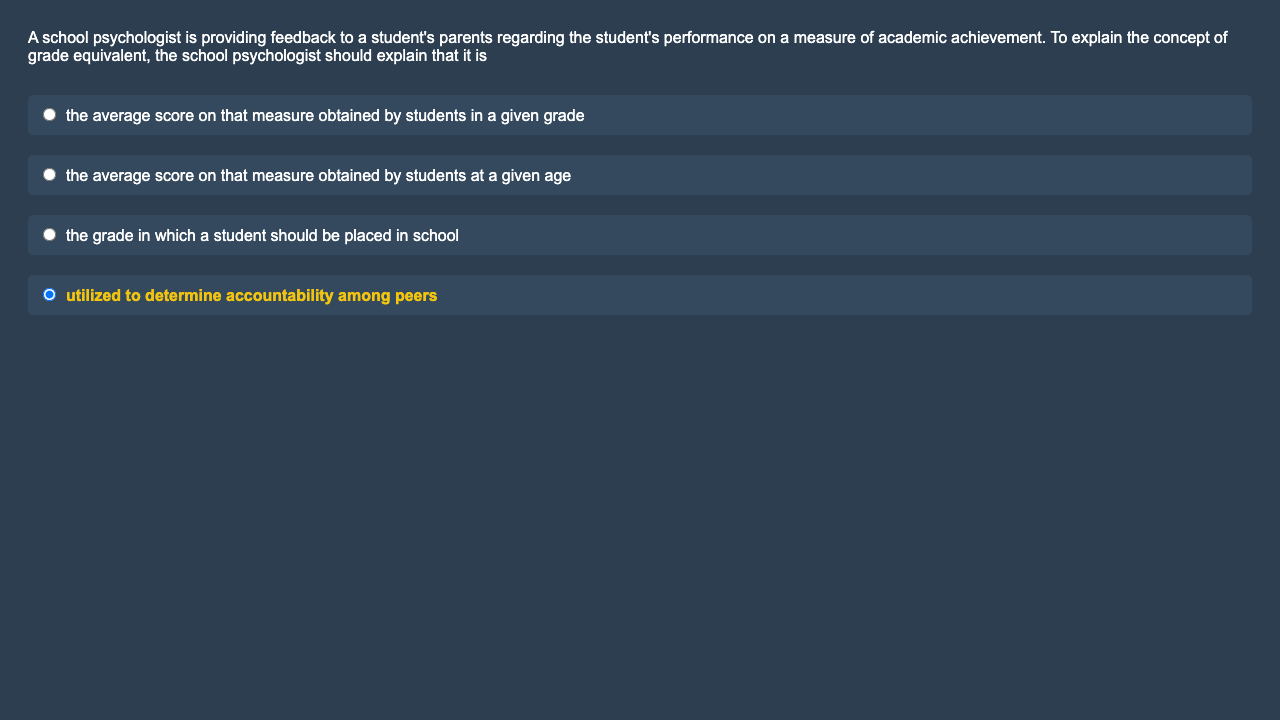 A school psychologist is providing feedback to a student's parents regarding the student's performance on a measure of academic achievement. To explain the concept of
grade equivalent, the school psychologist should explain that it is
the average score on that measure obtained by students in a given grade
the average score on that measure obtained by students at a given age
the grade in which a student should be placed in school
utilized to determine accountability among peers